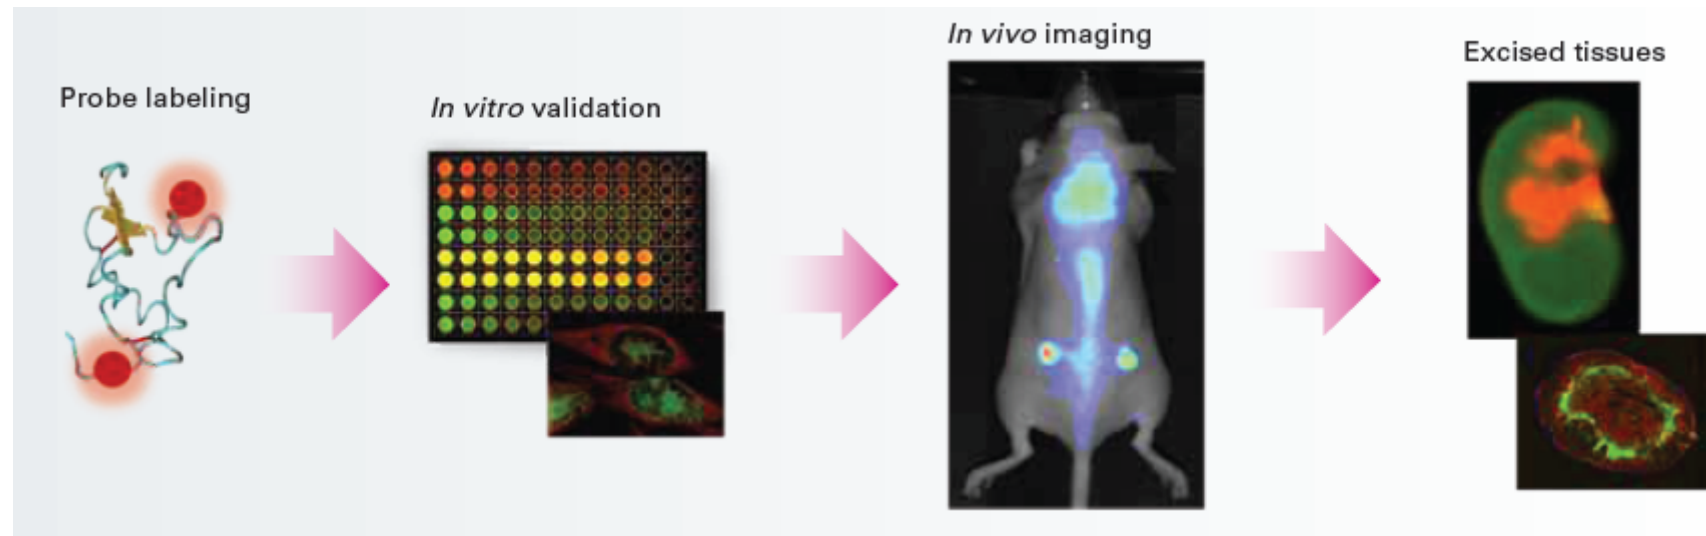 Probe labeling
In vitro validation
In vivo imaging
Excised tissues